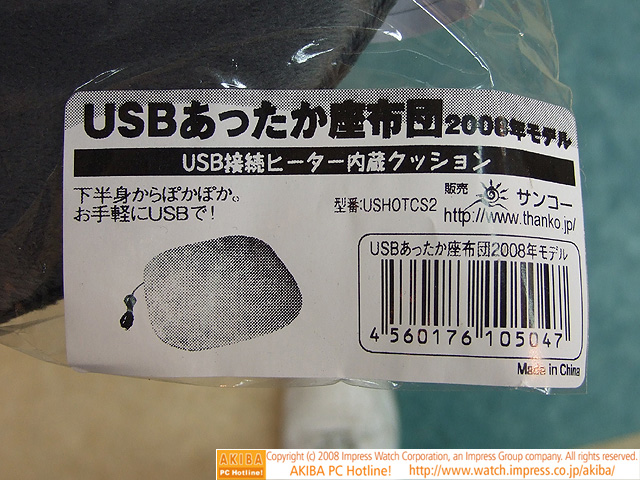 USBあったか座布団2008年モデル
USB接続ヒーター内蔵クッション
下半身からぽかぽか。
お手軽にUSBで！
販売 サンコー
型番:USHOTCS2
http://www.thanko.jp/
USBあったか座布団2008年モデル
4 560176 105047
Made in China
AKIBA PC Hotline!
Copyright (c) 2008 Impress Watch Corporation, an Impress Group company. All rights reserved.
AKIBA PC Hotline! http://www.watch.impress.co.jp/akiba/